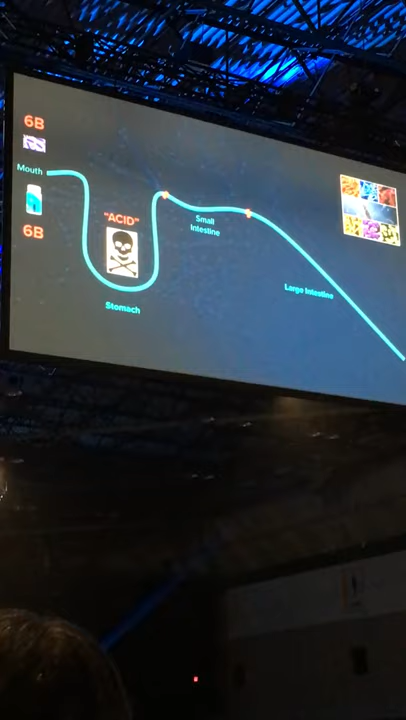 6B
Mouth
6B
"ACID"
Stomach
Small
Intestine
Large Intestine